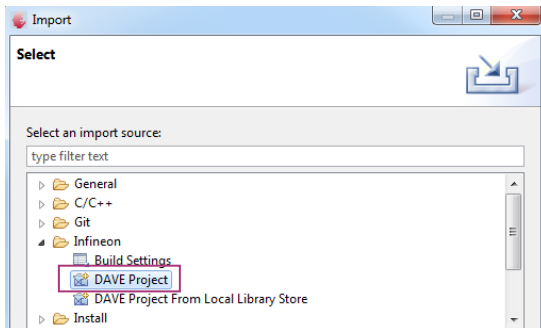 Import
Select
Select an import source:
type filter text
General
C/C++
Git
Infineon
Build Settings
DAVE Project
DAVE Project From Local Library Store
Install